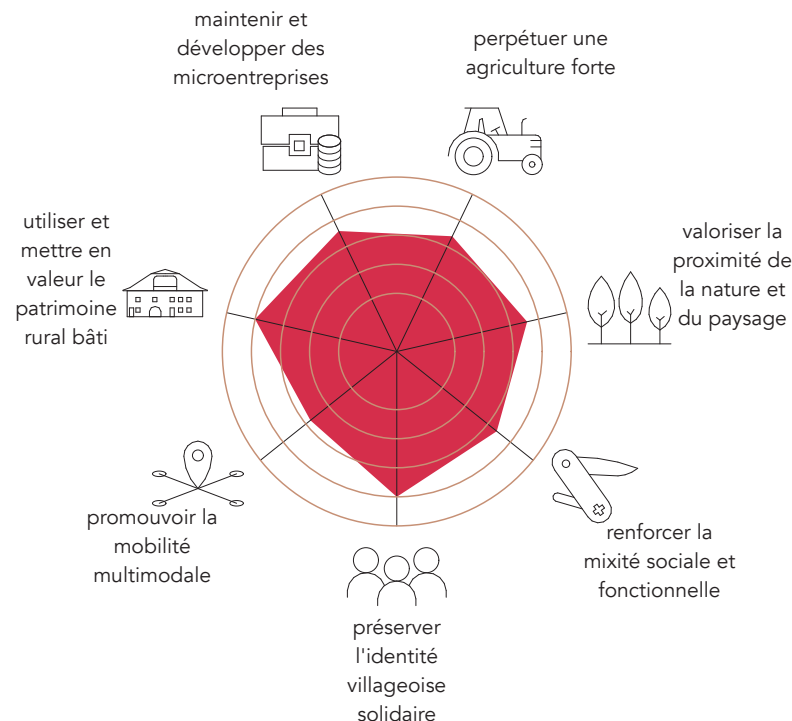 maintenir et
développer des
microentreprises
perpétuer une
agriculture forte
utiliser et
mettre en
valeur le
patrimoine
rural bâti
valoriser la
proximité de
la nature et
du paysage
promouvoir la
mobilité
multimodale
renforcer la
mixité sociale et
fonctionnelle
préserver
l'identité
villageoise
solidaire